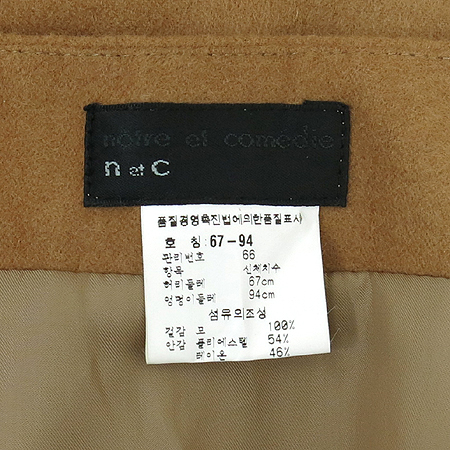 noire et comedie
n et C
품질경영촉진법에의한품질표시
호 칭: 67-94
관리번호 66
항목 신체치수
허리둘레 67cm
엉덩이둘레 94cm
섬유의조성
겉감 모 100%
안감 폴리에스텔 54%
레이온 46%